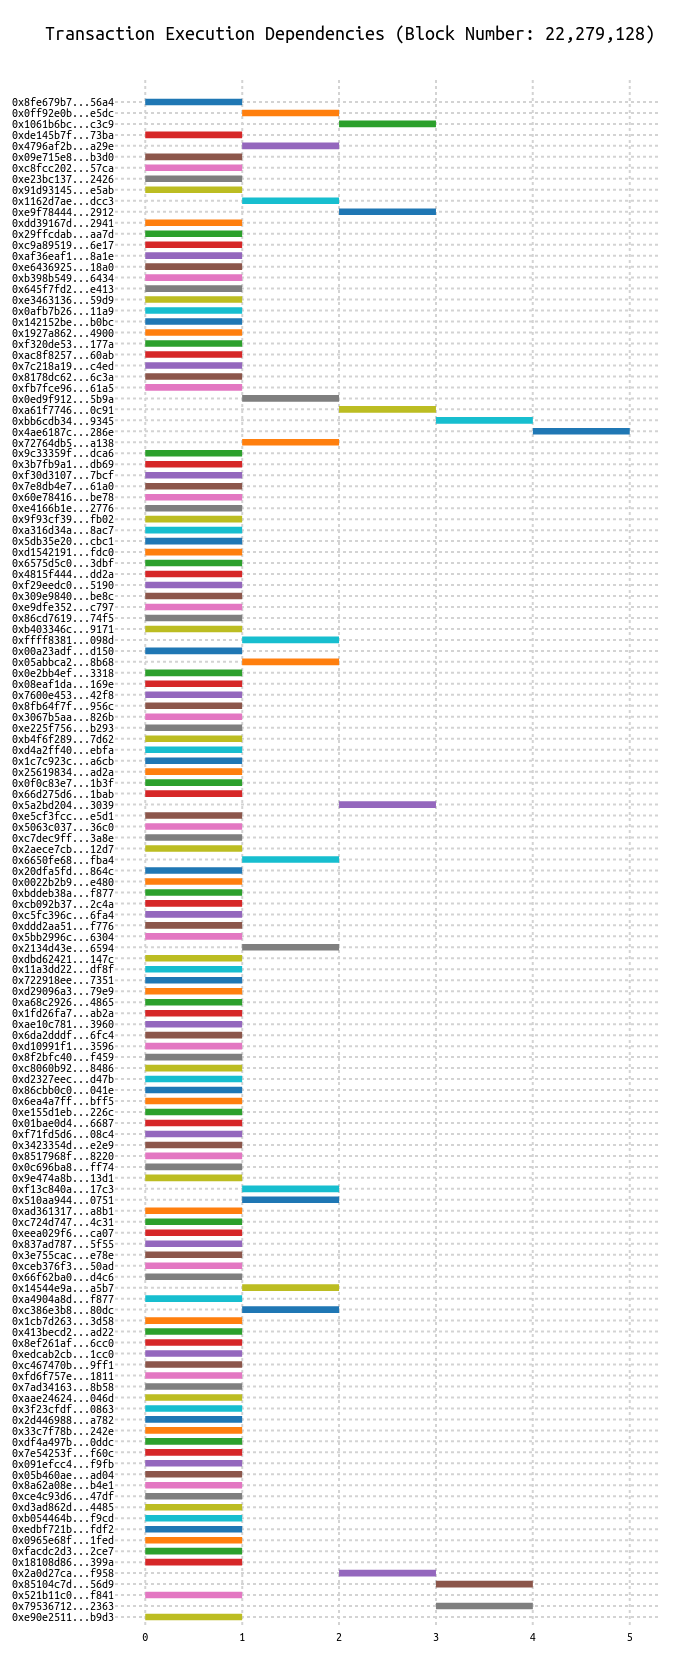 Transaction Execution Dependencies (Block Number: 22,279,128)
0x8fe679b7...56a4
0x0ff92e0b...e5dc
0x1061b6bc...c3c9
0xde145b7f...73ba
0x4796af2b...a29e
0x09e715e8...b3d0
0xc8fcc202...57ca
0xe23bc137...2426
0x91d93145...e5ab
0x1162d7ae...dcc3
0xe9f78444...2912
0xdd39167d...2941
0x29ffcdab...aa7d
0xc9a89519...6e17
0xaf36eaf1...8a1e
0xe6436925...18a0
0xb398b549...6434
0x645f7fd2...e413
0xe3463136...59d9
0x0afb7b26...11a9
0x142152be...b0bc
0x1927a862...4900
0xf320de53...177a
0xac8f8257...60ab
0x7c218a19...c4ed
0x8178dc62...6c3a
0xfb7fce96...61a5
0x0ed9f912...5b9a
0xa61f7746...0c91
0xbb6cdb34...9345
0x4ae6187c...286e
0x72764db5...a138
0x9c33359f...dca6
0x3b7fb9a1...db69
0xf30d3107...7bcf
0x7e8db4e7...61a0
0x60e78416...be78
0xe4166b1e...2776
0x9f93cf39...fb02
0xa316d34a...8ac7
0x5db35e20...cbc1
0xd1542191...fdc0
0x6575d5c0...3dbf
0x4815f444...dd2a
0xf29eedc0...5190
0x309e9840...be8c
0xe9dfe352...c797
0x86cd7619...74f5
0xb403346c...9171
0xffff8381...098d
0x00a23adf...d150
0x05abbca2...8b68
0x0e2bb4ef...3318
0x08eaf1da...169e
0x7600e453...42f8
0x8fb64f7f...956c
0x3067b5aa...826b
0xe225f756...b293
0xb4f6f289...7d62
0xd4a2ff40...ebfa
0x1c7c923c...a6cb
0x25619834...ad2a
0x0f0c83e7...1b3f
0x66d275d6...1bab
0x5a2bd204...3039
0xe5cf3fcc...e5d1
0x5063c037...36c0
0xc7dec9ff...3a8e
0x2aece7cb...12d7
0x6650fe68...fba4
0x20dfa5fd...864c
0x0022b2b9...e480
0xbddeb38a...f877
0xcb092b37...2c4a
0xc5fc396c...6fa4
0xddd2aa51...f776
0x5bb2996c...6304
0x2134d43e...6594
0xdbd62421...147c
0x11a3dd22...df8f
0x722918ee...7351
0xd29096a3...79e9
0xa68c2926...4865
0x1fd26fa7...ab2a
0xae10c781...3960
0x6da2dddf...6fc4
0xd10991f1...3596
0x8f2bfc40...f459
0xc8060b92...8486
0xd2327eec...d47b
0x86cbb0c0...041e
0x6ea4a7ff...bff5
0xe155d1eb...226c
0x01bae0d4...6687
0xf71fd5d6...08c4
0x3423354d...e2e9
0x8517968f...8220
0x0c696ba8...ff74
0x9e474a8b...13d1
0xf13c840a...17c3
0x510aa944...0751
0xad361317...a8b1
0xc724d747...4c31
0xeea029f6...ca07
0x837ad787...5f55
0x3e755cac...e78e
0xceb376f3...50ad
0x66f62ba0...d4c6
0x14544e9a...a5b7
0xa4904a8d...f877
0xc386e3b8...80dc
0x1cb7d263...3d58
0x413becd2...ad22
0x8ef261af...6cc0
0xedcab2cb...1cc0
0xc467470b...9ff1
0xfd6f757e...1811
0x7ad34163...8b58
0xaae24624...046d
0x3f23cfdf...0863
0x2d446988...a782
0x33c7f78b...242e
0xdf4a497b...0ddc
0x7e54253f...f60c
0x091efcc4...f9fb
0x05b460ae...ad04
0x8a62a08e...b4e1
0xce4c93d6...47df
0xd3ad862d...4485
0xb054464b...f9cd
0xedbf721b...fdf2
0x0965e68f...1fed
0xfacdc2d3...2ce7
0x18108d86...399a
0x2a0d27ca...f958
0x85104c7d...56d9
0x521b11c0...f841
0x79536712...2363
0xe90e2511...b9d3
0 1 2 3 4 5